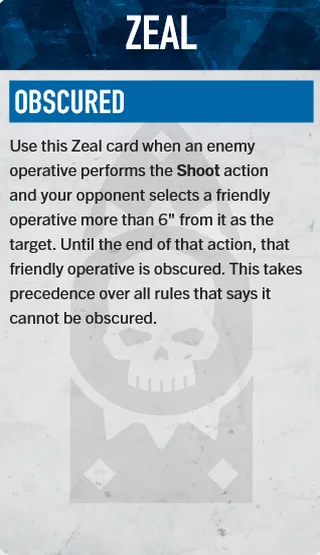 ZEAL
OBSCURED
Use this Zeal card when an enemy
operative performs the Shoot action
and your opponent selects a friendly
operative more than 6" from it as the
target. Until the end of that action, that
friendly operative is obscured. This takes
precedence over all rules that says it
cannot be obscured.